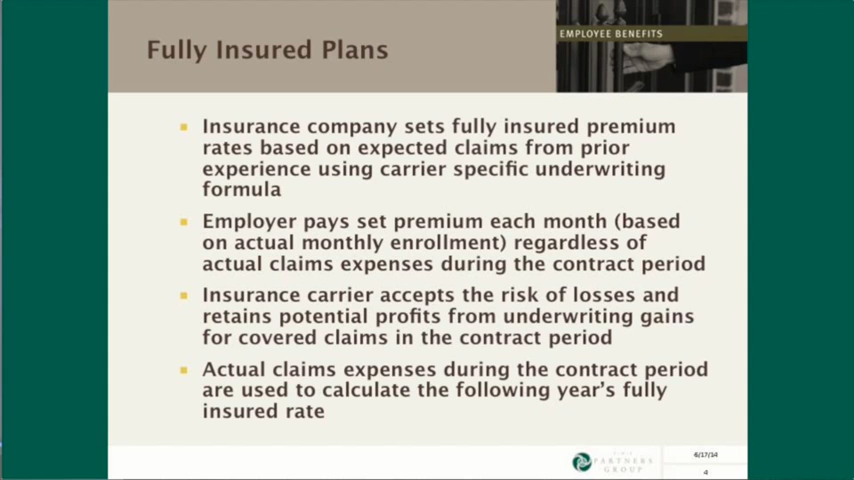 Fully Insured Plans
EMPLOYEE BENEFITS
Insurance company sets fully insured premium
rates based on expected claims from prior
experience using carrier specific underwriting
formula
Employer pays set premium each month (based
on actual monthly enrollment) regardless of
actual claims expenses during the contract period
Insurance carrier accepts the risk of losses and
retains potential profits from underwriting gains
for covered claims in the contract period
Actual claims expenses during the contract period
are used to calculate the following year's fully
insured rate
THE
PARTNERS
GROUP
6/17/14
4